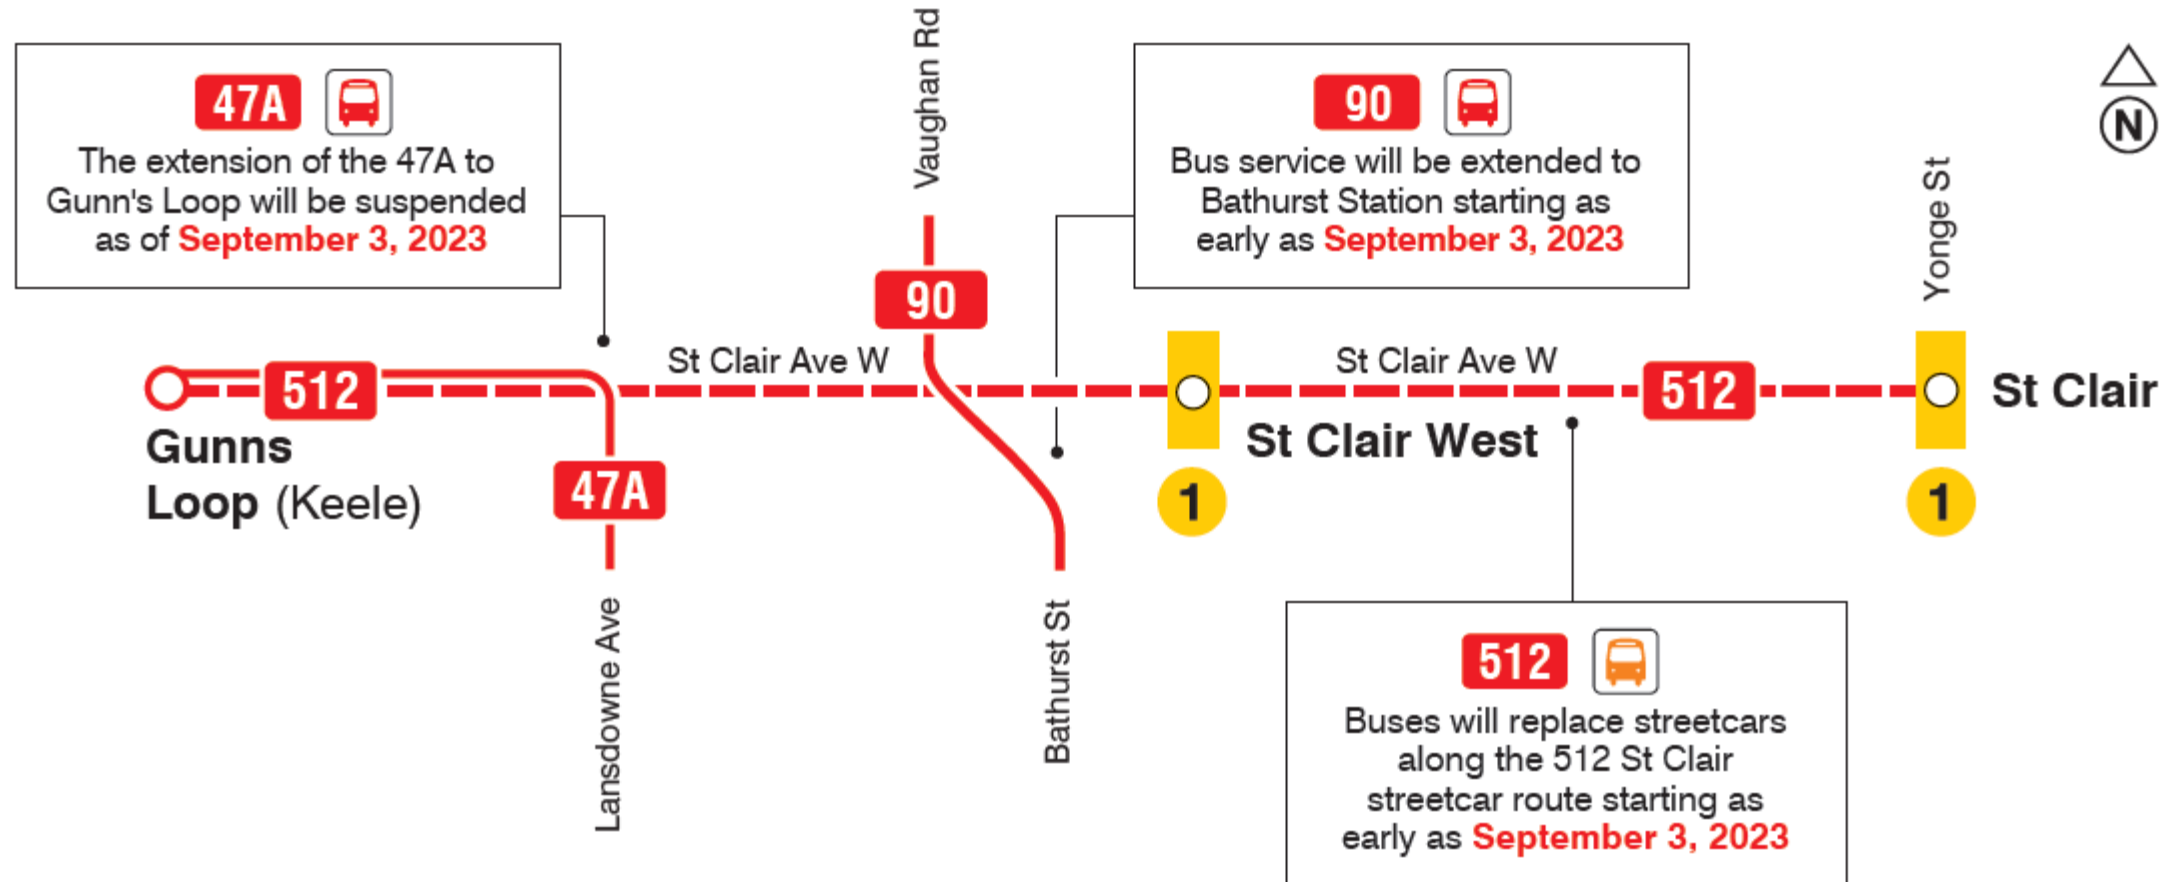 47A
The extension of the 47A to
Gunn's Loop will be suspended
as of September 3, 2023
Vaughan Rd
90
Bus service will be extended to
Bathurst Station starting as
early as September 3, 2023
N
Yonge St
90
St Clair Ave W
St Clair Ave W
512
512
St Clair
Gunns
Loop (Keele)
St Clair West
47A
1
1
Lansdowne Ave
Bathurst St
512
Buses will replace streetcars
along the 512 St Clair
streetcar route starting as
early as September 3, 2023